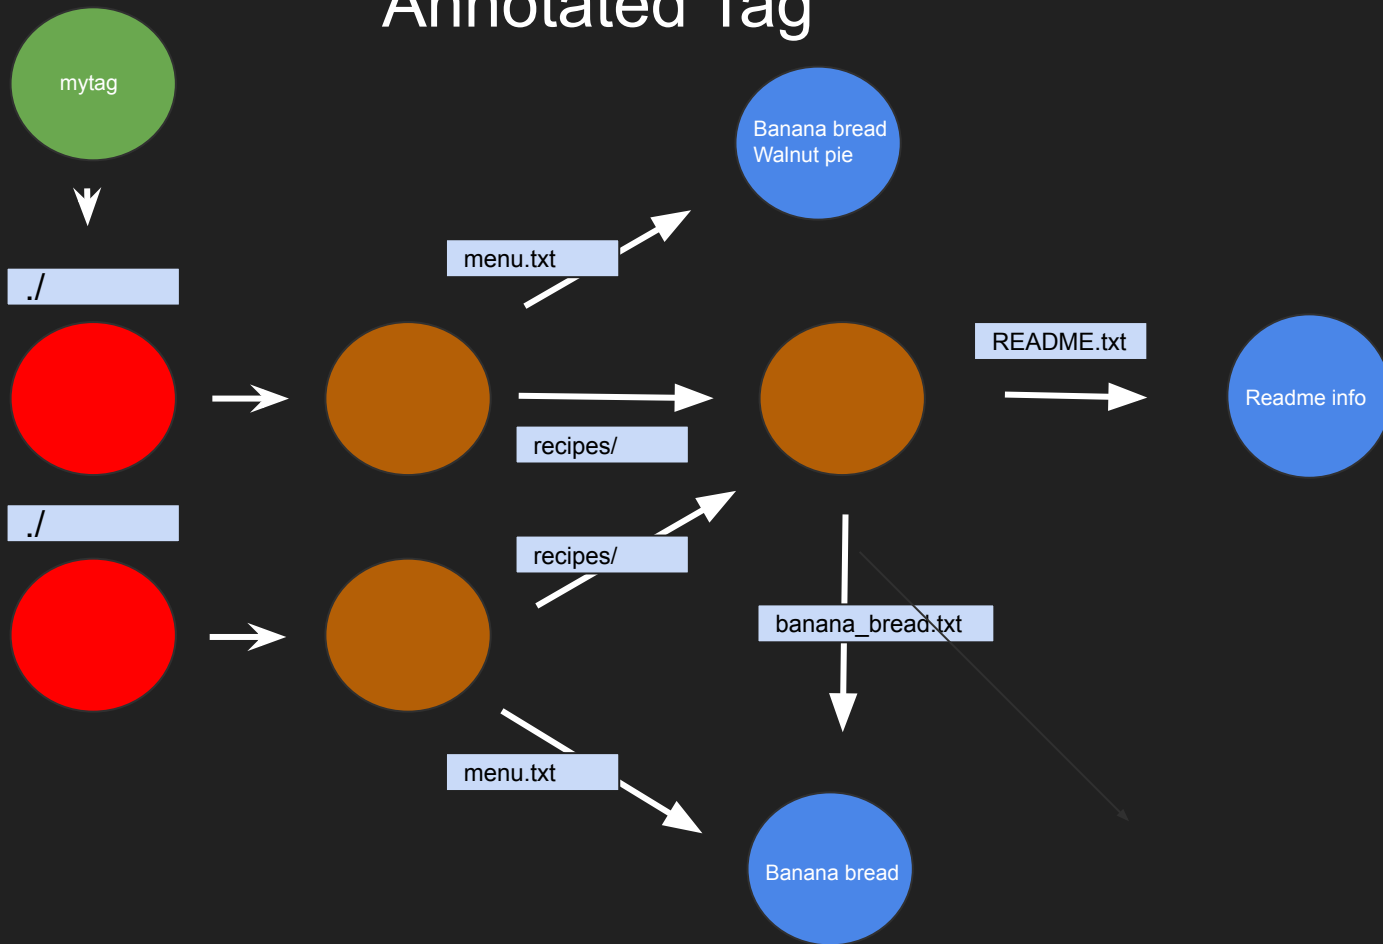 Annotated Tag
mytag
Banana bread
Walnut pie
menu.txt
./
README.txt
Readme info
recipes/
./
recipes/
banana_bread.txt
menu.txt
Banana bread